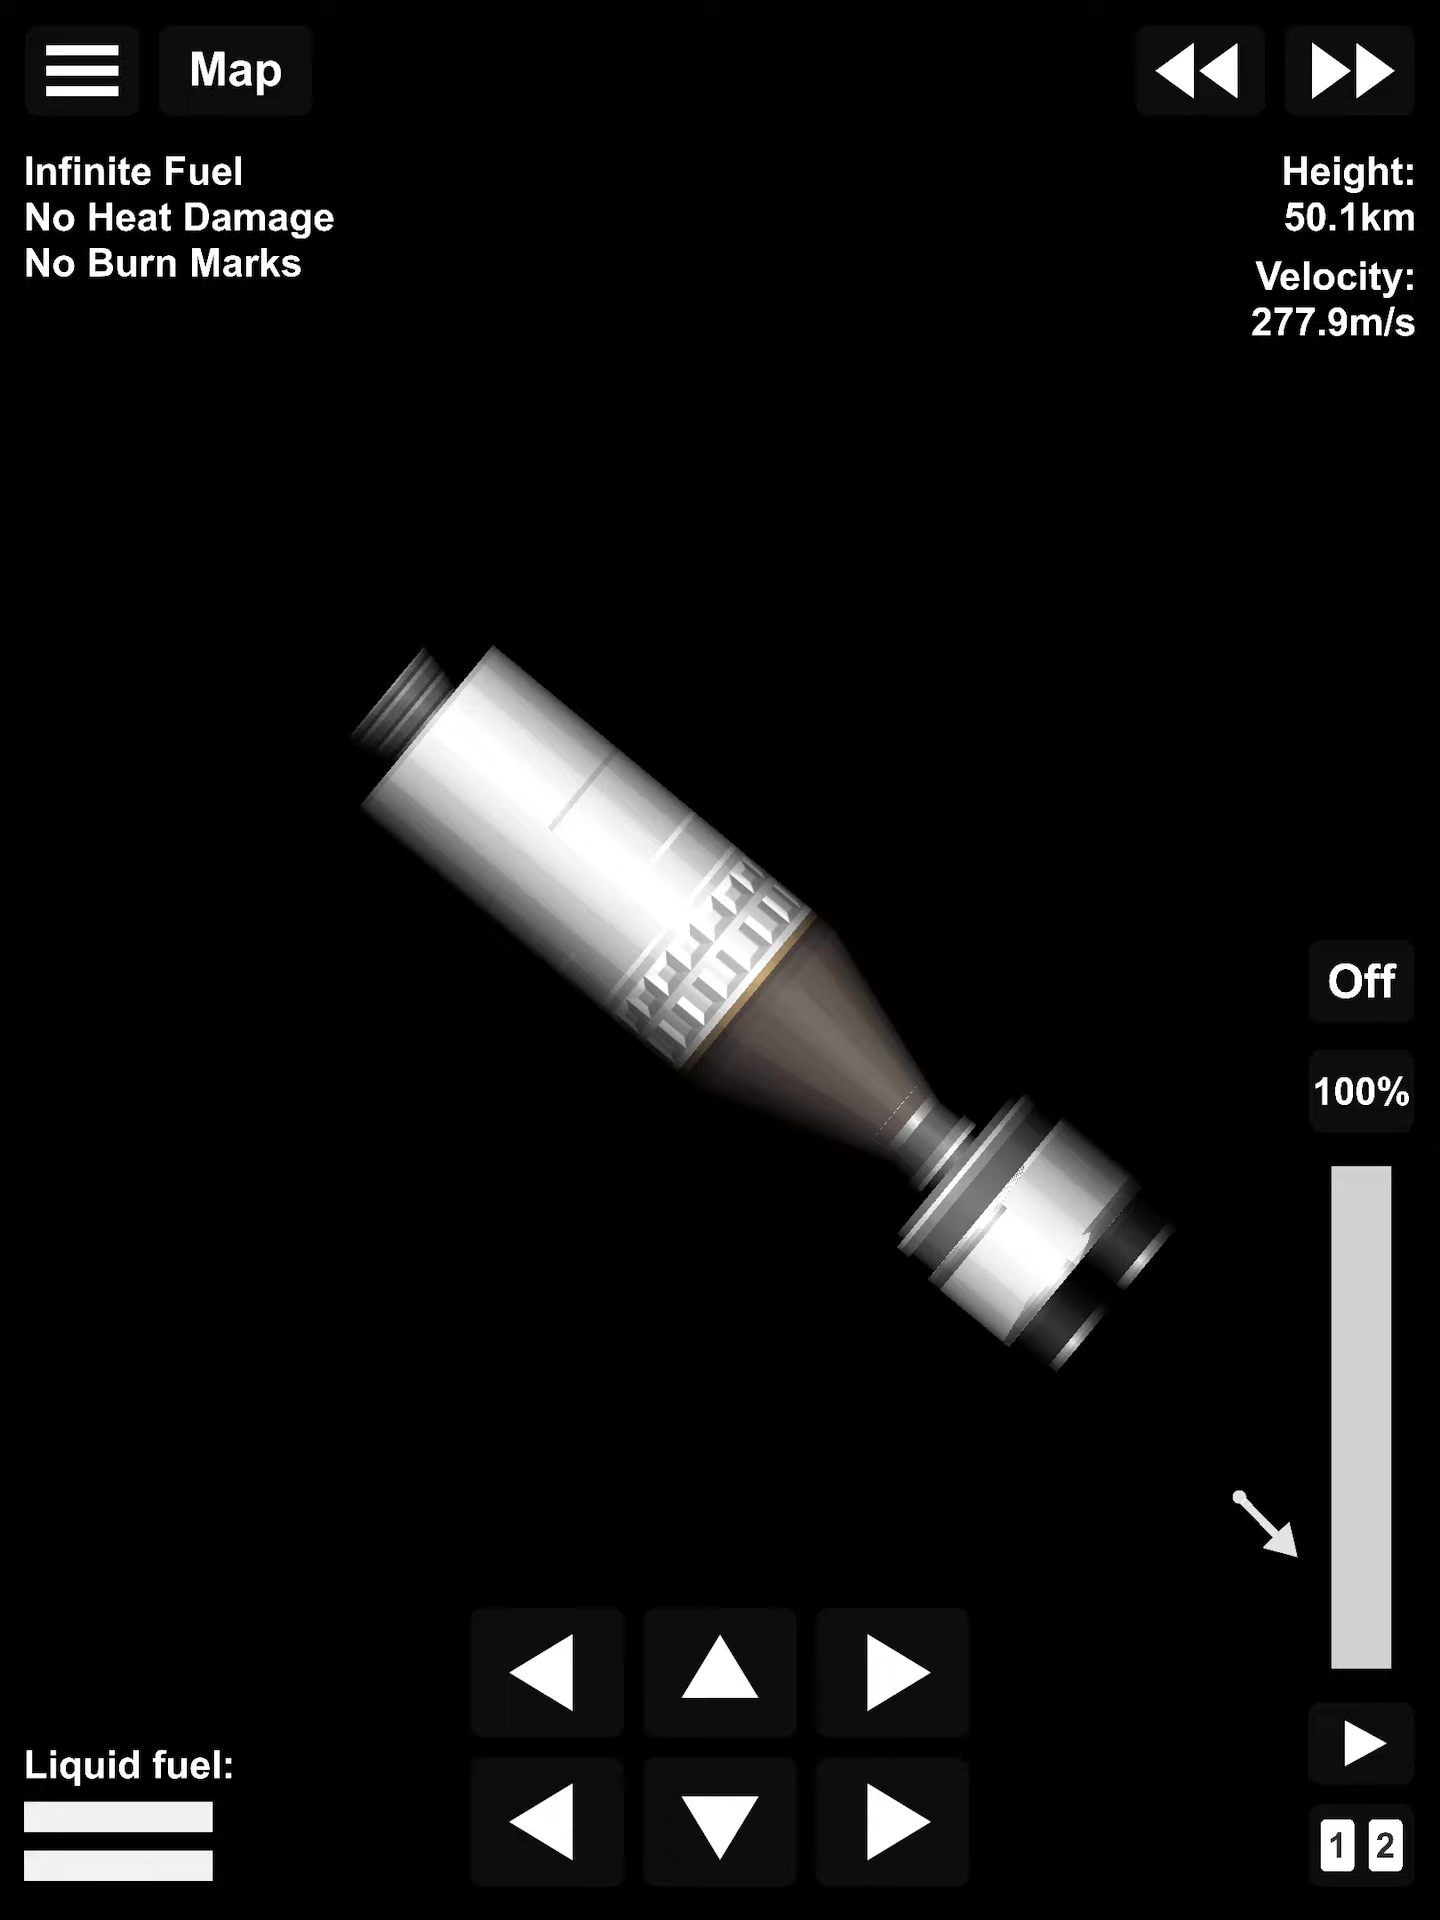 Map
Infinite Fuel
No Heat Damage
No Burn Marks
Height:
50.1km
Velocity:
277.9m/s
Off
100%
Liquid fuel:
1 2